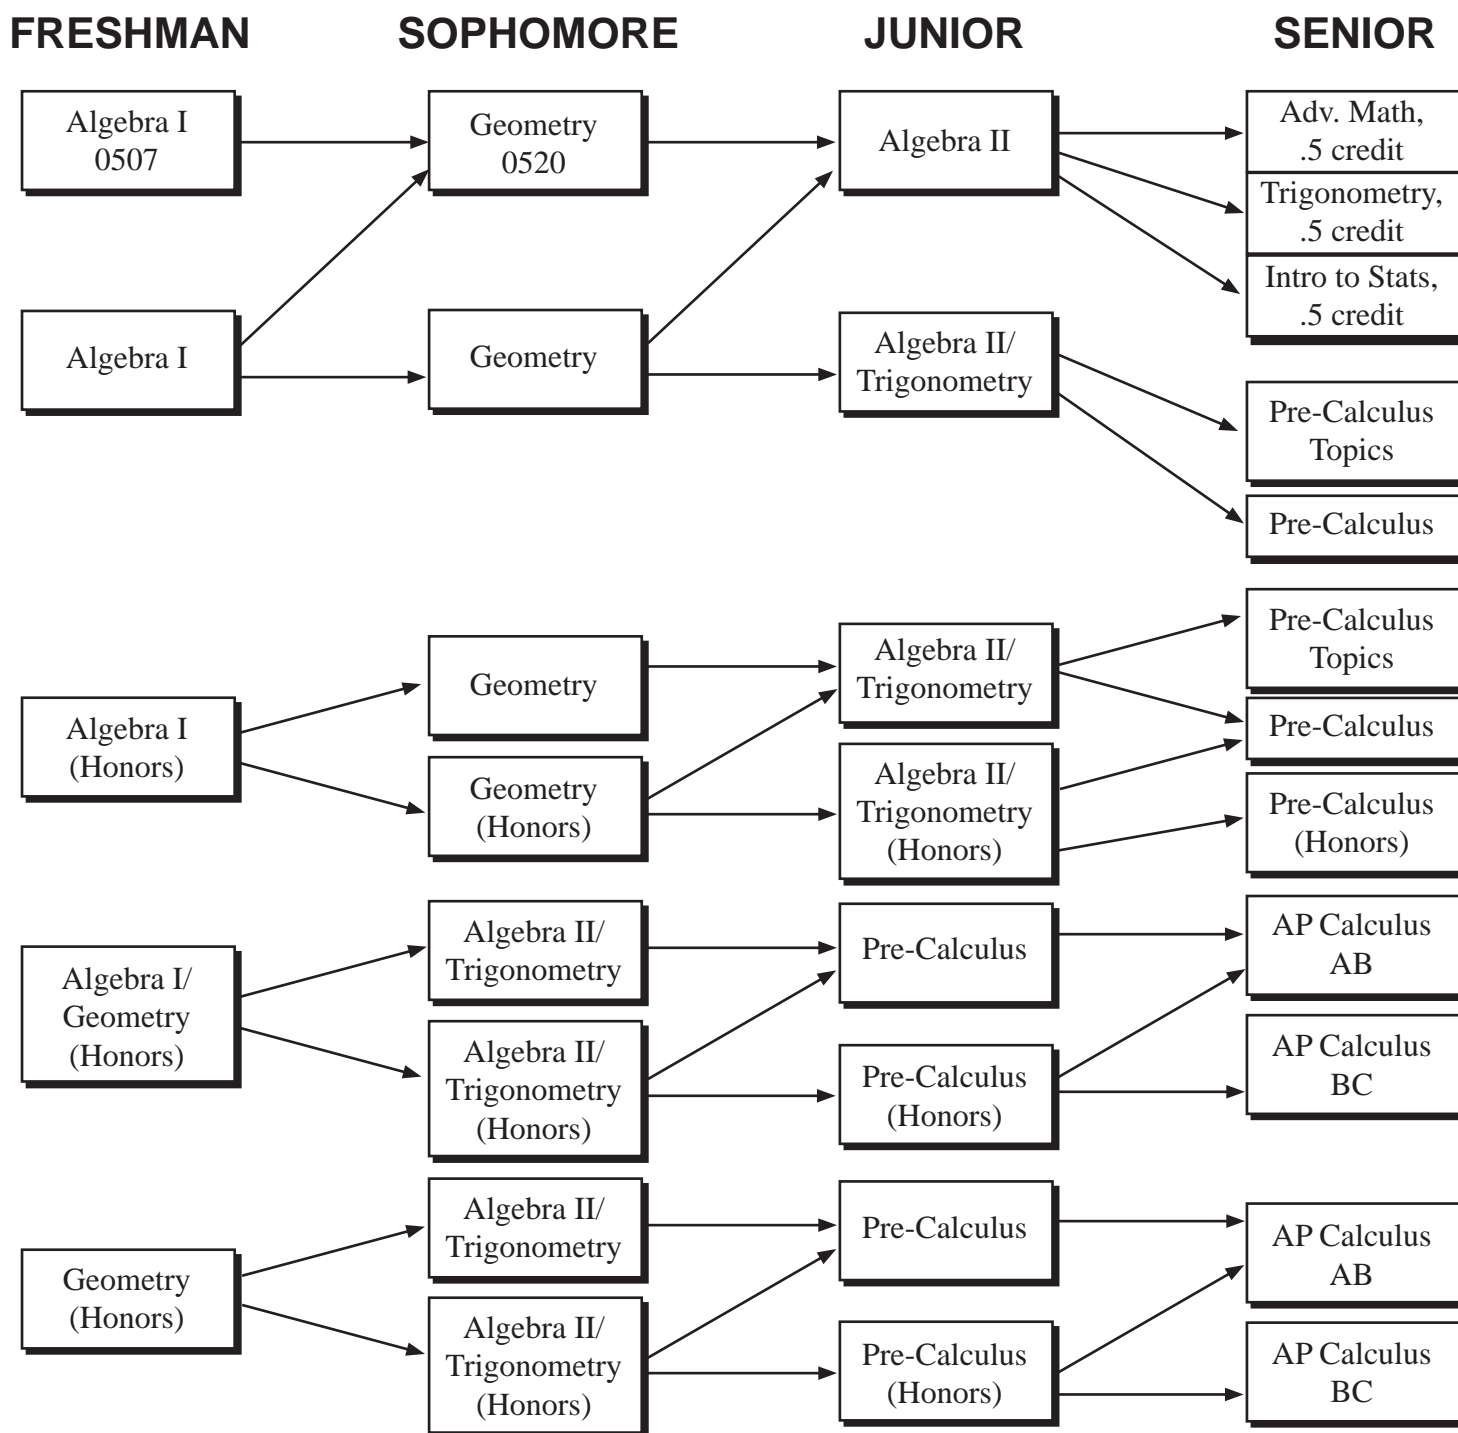 FRESHMAN
SOPHOMORE
JUNIOR
SENIOR
Algebra I
0507
Geometry
0520
Algebra II
Adv. Math,
.5 credit
Trigonometry,
.5 credit
Intro to Stats,
.5 credit
Algebra I
Geometry
Algebra II/
Trigonometry
Pre-Calculus
Topics
Pre-Calculus
Algebra I
(Honors)
Geometry
Geometry
(Honors)
Algebra II/
Trigonometry
Algebra II/
Trigonometry
(Honors)
Pre-Calculus
Topics
Pre-Calculus
Pre-Calculus
(Honors)
Algebra I/
Geometry
(Honors)
Algebra II/
Trigonometry
Algebra II/
Trigonometry
(Honors)
Pre-Calculus
Pre-Calculus
(Honors)
AP Calculus
AB
AP Calculus
BC
Geometry
(Honors)
Algebra II/
Trigonometry
Algebra II/
Trigonometry
(Honors)
Pre-Calculus
Pre-Calculus
(Honors)
AP Calculus
AB
AP Calculus
BC